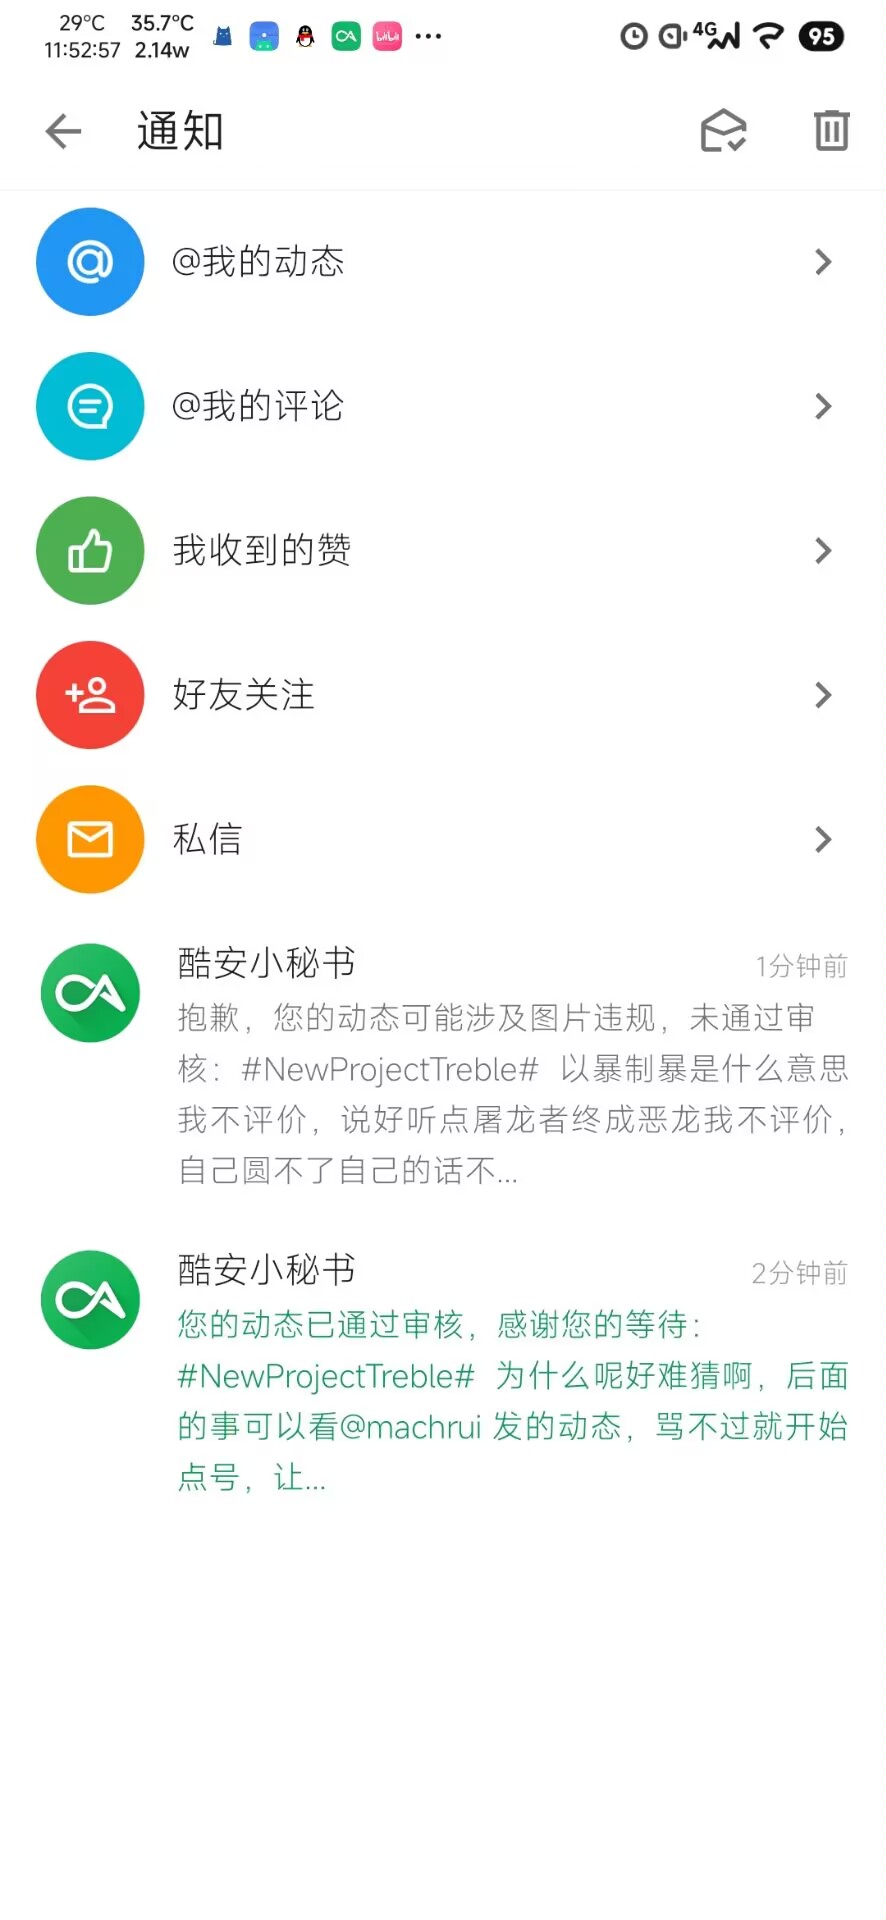 29°C 35.7°C
11:52:57 2.14w
4G 95
通知
@我的动态
@我的评论
我收到的赞
好友关注
私信
酷安小秘书 1分钟前
抱歉，您的动态可能涉及图片违规，未通过审
核：#NewProjectTreble# 以暴制暴是什么意思
我不评价，说好听点屠龙者终成恶龙我不评价，
自己圆不了自己的话不...
酷安小秘书 2分钟前
您的动态已通过审核，感谢您的等待：
#NewProjectTreble# 为什么呢好难猜啊，后面
的事可以看@machrui 发的动态，骂不过就开始
点号，让...